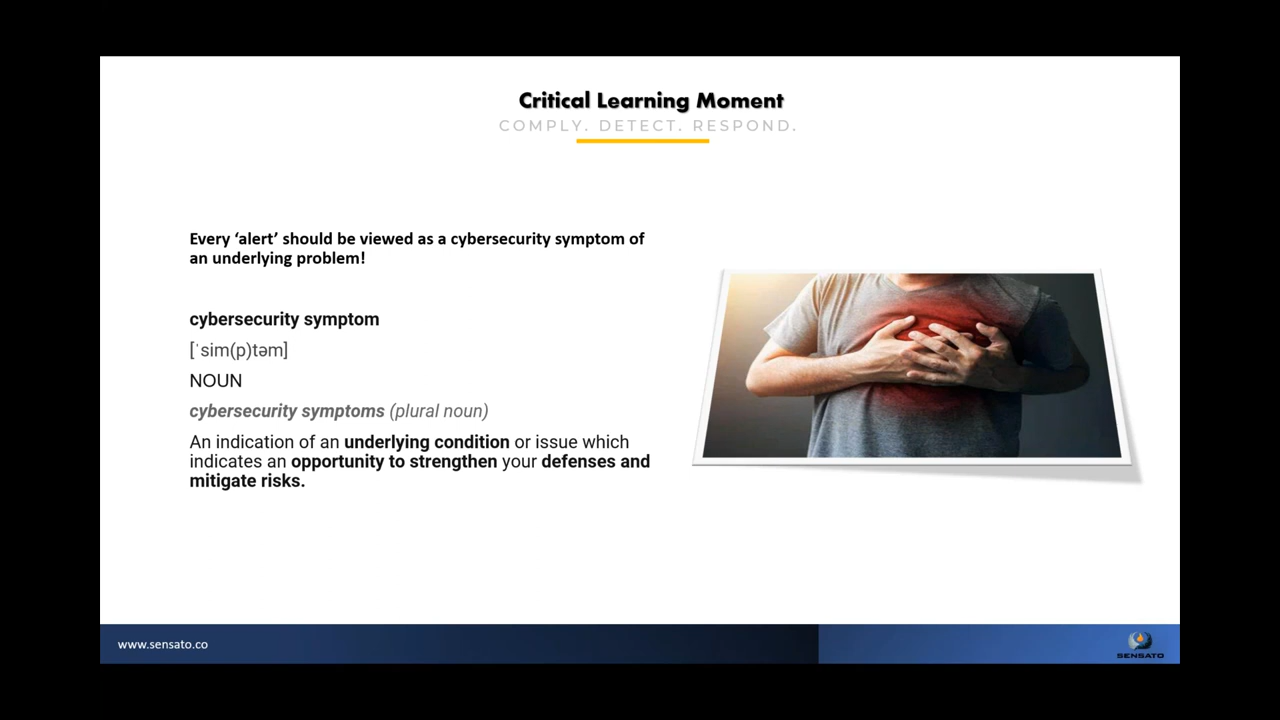 Critical Learning Moment
COMPLY. DETECT. RESPOND.
Every ‘alert’ should be viewed as a cybersecurity symptom of
an underlying problem!
cybersecurity symptom
[ˈsim(p)təm]
NOUN
cybersecurity symptoms (plural noun)
An indication of an underlying condition or issue which
indicates an opportunity to strengthen your defenses and
mitigate risks.
www.sensato.co
SENSATO